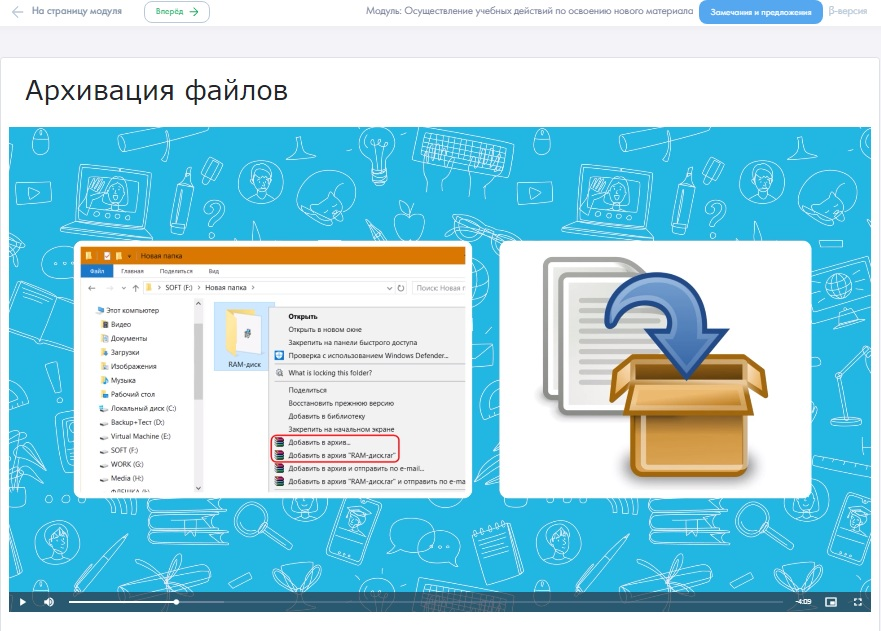 На страницу модуля
Вперёд
Модуль: Осуществление учебных действий по освоению нового материала
Замечания и предложения
β-версия
Архивация файлов
Новая папка
Файл
Главная
Поделиться
Вид
SOFT (F:)
Новая папка
Поиск: Новая п
Этот компьютер
Видео
Документы
Загрузки
Изображения
Музыка
Рабочий стол
Локальный диск (C:)
Backup+Тест (D:)
Virtual Machine (E:)
SOFT (F:)
WORK (G:)
Media (H:)
RAM-диск
Открыть
Открыть в новом окне
Закрепить на панели быстрого доступа
Проверка с использованием Windows Defender...
What is locking this folder?
Поделиться
Восстановить прежнюю версию
Добавить в библиотеку
Закрепить на начальном экране
Добавить в архив...
Добавить в архив "RAM-диск.rar"
Добавить в архив и отправить по e-mail...
Добавить в архив "RAM-диск.rar" и отправить по e-ma
-4:09